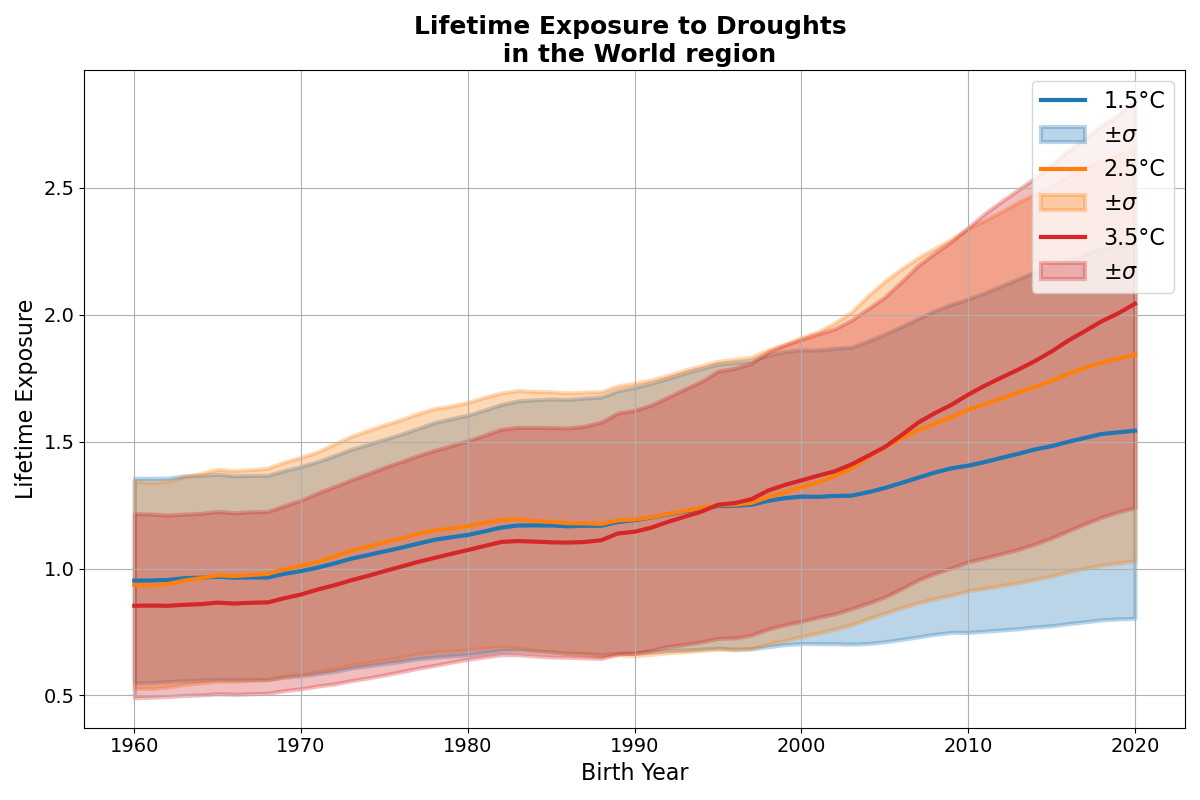 Lifetime Exposure to Droughts
in the World region
1.5°C
±σ
2.5°C
±σ
3.5°C
±σ
Lifetime Exposure
2.5
2.0
1.5
1.0
0.5
1960 1970 1980 1990 2000 2010 2020
Birth Year